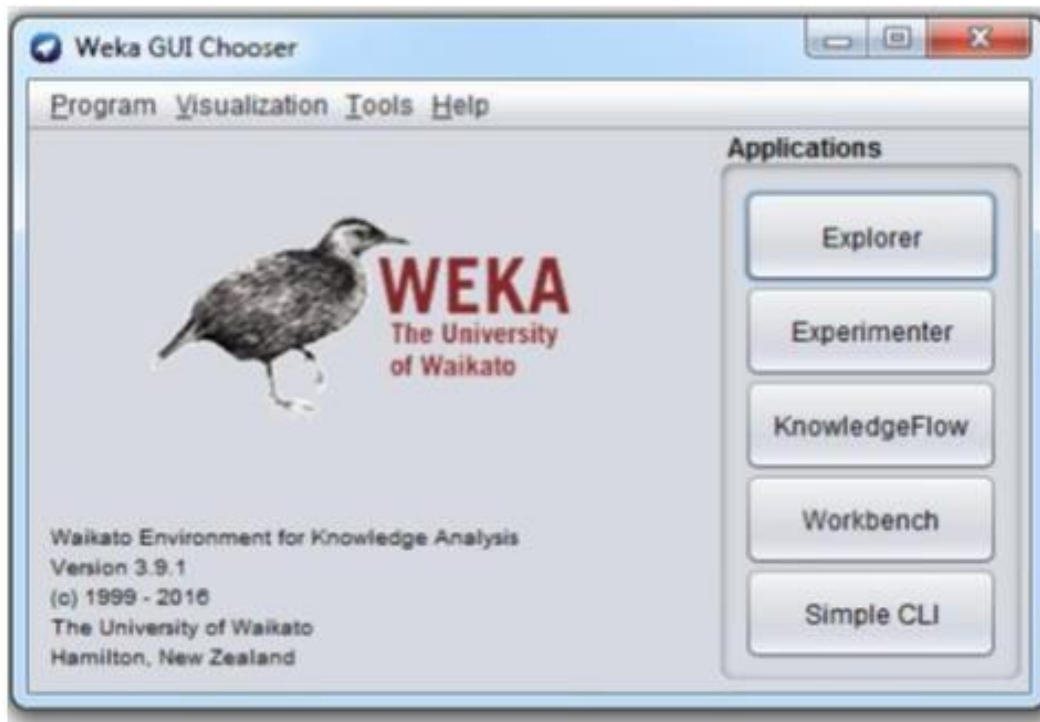 Weka GUI Chooser
Program Visualization Tools Help
Applications
Explorer
Experimenter
KnowledgeFlow
Workbench
Simple CLI
WEKA
The University
of Waikato
Waikato Environment for Knowledge Analysis
Version 3.9.1
(c) 1999 - 2016
The University of Waikato
Hamilton, New Zealand